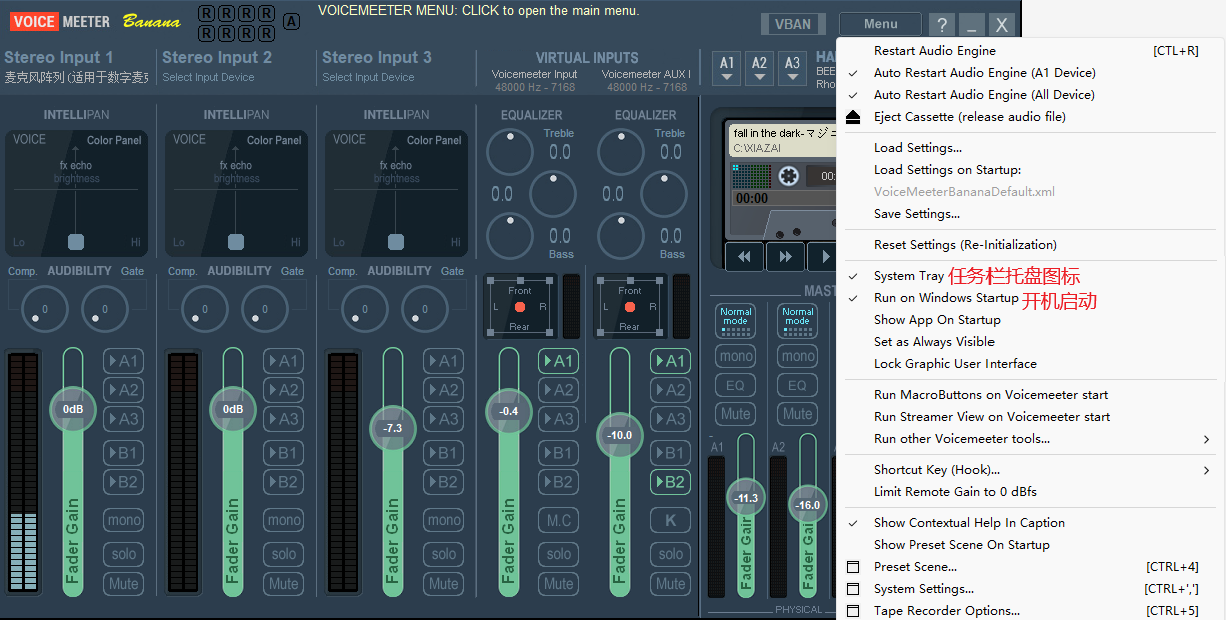 VOICE MEETER Banana
R R R R A
R R R R
VOICEMEETER MENU: CLICK to open the main menu.
VBAN Menu ? _ X
Stereo Input 1 Stereo Input 2 Stereo Input 3 VIRTUAL INPUTS A1 A2 A3
麦克风阵列 (适用于数字麦克 Select Input Device Select Input Device Voicemeeter Input Voicemeeter AUX I
48000 Hz - 7168 48000 Hz - 7168
BEE
Rho
INTELLIPAN INTELLIPAN INTELLIPAN EQUALIZER EQUALIZER
VOICE Color Panel VOICE Color Panel VOICE Color Panel Treble Treble
fx echo fx echo fx echo 0.0 0.0
brightness brightness brightness
0.0 0.0
0.0 0.0
Lo Hi Lo Hi Lo Hi Bass Bass
fall in the dark-マジ
C:\XIAZAI
00:
00:00
Comp. AUDIBILITY Gate Comp. AUDIBILITY Gate Comp. AUDIBILITY Gate
0 0 0 0 0 0
Front Front
L R L R
Rear Rear
MAST
Normal mode Normal mode
mono mono
EQ EQ
Mute Mute
A1 A2
A1 A1 A1 A1 A1
A2 A2 A2 A2 A2
A3 A3 A3 A3 A3
B1 B1 B1 B1 B1
B2 B2 B2 B2 B2
0dB 0dB -7.3 -0.4 -10.0 -11.3 -16.0
mono mono mono M.C K
solo solo solo solo solo
Mute Mute Mute Mute Mute
Fader Gain Fader Gain Fader Gain Fader Gain Fader Gain Fader Gain Fader Gain
PHYSICAL
Restart Audio Engine [CTL+R]
Auto Restart Audio Engine (A1 Device)
Auto Restart Audio Engine (All Device)
Eject Cassette (release audio file)
Load Settings...
Load Settings on Startup:
VoiceMeeterBananaDefault.xml
Save Settings...
Reset Settings (Re-Initialization)
System Tray 任务栏托盘图标
Run on Windows Startup 开机启动
Show App On Startup
Set as Always Visible
Lock Graphic User Interface
Run MacroButtons on Voicemeeter start
Run Streamer View on Voicemeeter start
Run other Voicemeeter tools...
Shortcut Key (Hook)...
Limit Remote Gain to 0 dBfs
Show Contextual Help In Caption
Show Preset Scene On Startup
Preset Scene... [CTRL+4]
System Settings... [CTRL+',']
Tape Recorder Options... [CTRL+5]